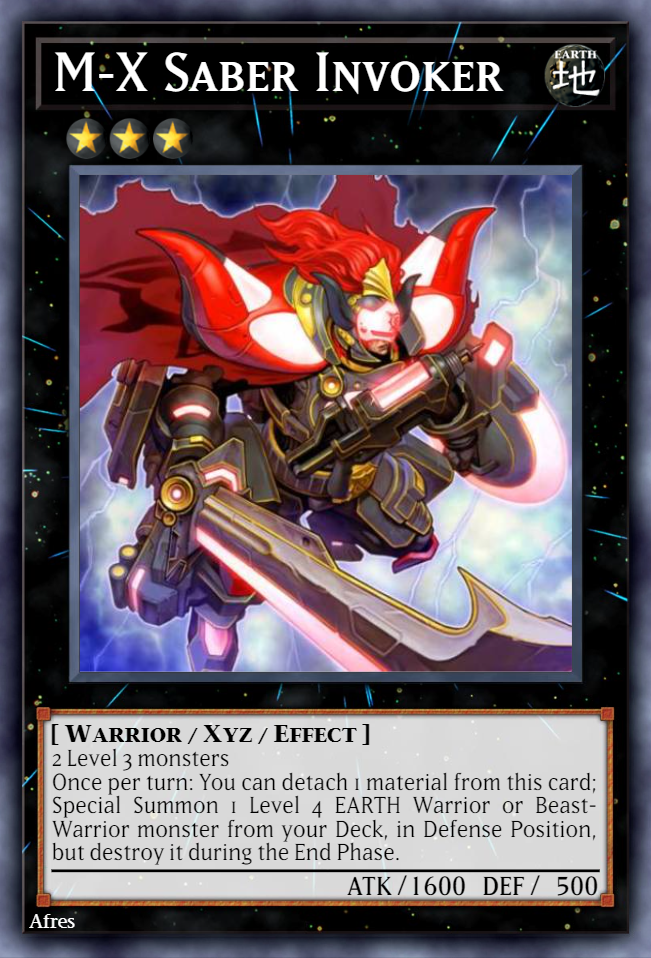 M-X Saber Invoker
EARTH
地
[ Warrior / Xyz / Effect ]
2 Level 3 monsters
Once per turn: You can detach 1 material from this card;
Special Summon 1 Level 4 EARTH Warrior or Beast-
Warrior monster from your Deck, in Defense Position,
but destroy it during the End Phase.
ATK / 1600 DEF / 500
Afres